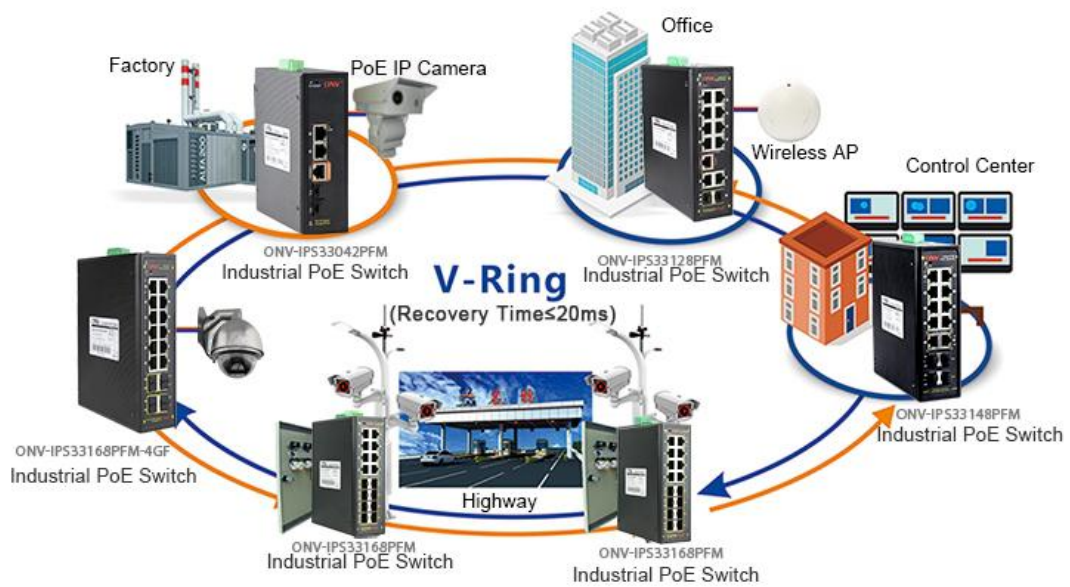 Office
Factory
PoE IP Camera
ALFA 200
Wireless AP
Control Center
ONV-IPS33042PFM
Industrial PoE Switch
ONV-IPS33128PFM
Industrial PoE Switch
V-Ring
(Recovery Time≤20ms)
ONV-IPS33148PFM
Industrial PoE Switch
ONV-IPS33168PFM-4GF
Industrial PoE Switch
Highway
ONV-IPS33168PFM
Industrial PoE Switch
ONV-IPS33168PFM
Industrial PoE Switch